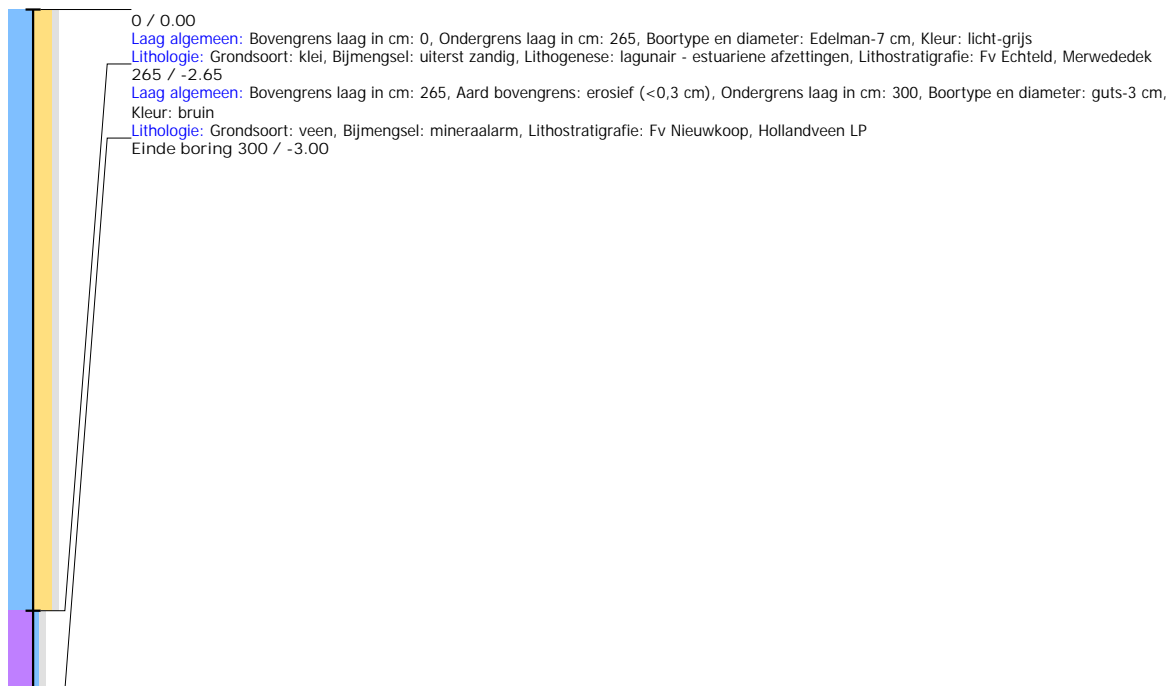 0 / 0.00
Laag algemeen: Bovengrens laag in cm: 0, Ondergrens laag in cm: 265, Boortype en diameter: Edelman-7 cm, Kleur: licht-grijs
Lithologie: Grondsoort: klei, Bijmengsel: uiterst zandig, Lithogenese: lagunair - estuariene afzettingen, Lithostratigrafie: Fv Echteld, Merwededek
265 / -2.65
Laag algemeen: Bovengrens laag in cm: 265, Aard bovengrens: erosief (<0,3 cm), Ondergrens laag in cm: 300, Boortype en diameter: guts-3 cm,
Kleur: bruin
Lithologie: Grondsoort: veen, Bijmengsel: mineraalarm, Lithostratigrafie: Fv Nieuwkoop, Hollandveen LP
Einde boring 300 / -3.00